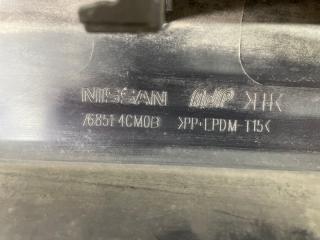 NISSAN >H<
76851 4CM0B >PP+EPDM-T15<